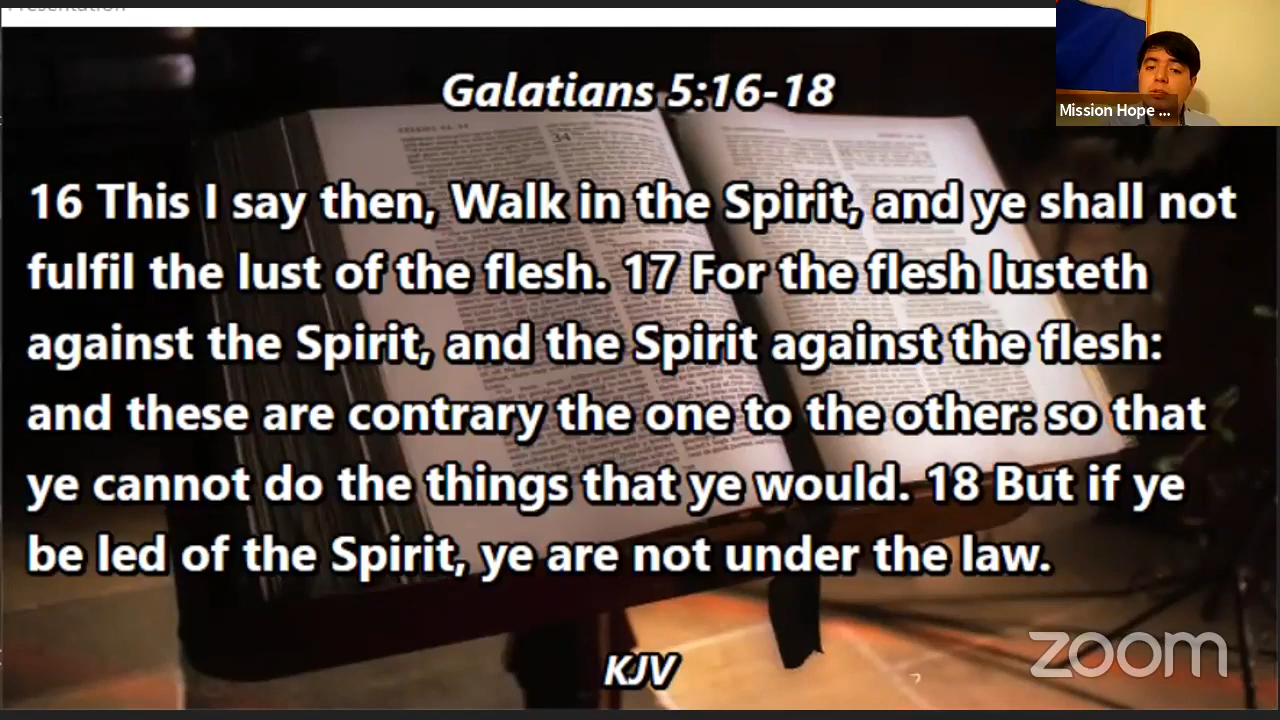 Presentation
Galatians 5:16-18
Mission Hope ...
16 This I say then, Walk in the Spirit, and ye shall not
fulfil the lust of the flesh. 17 For the flesh lusteth
against the Spirit, and the Spirit against the flesh:
and these are contrary the one to the other: so that
ye cannot do the things that ye would. 18 But if ye
be led of the Spirit, ye are not under the law.
KJV
zoom